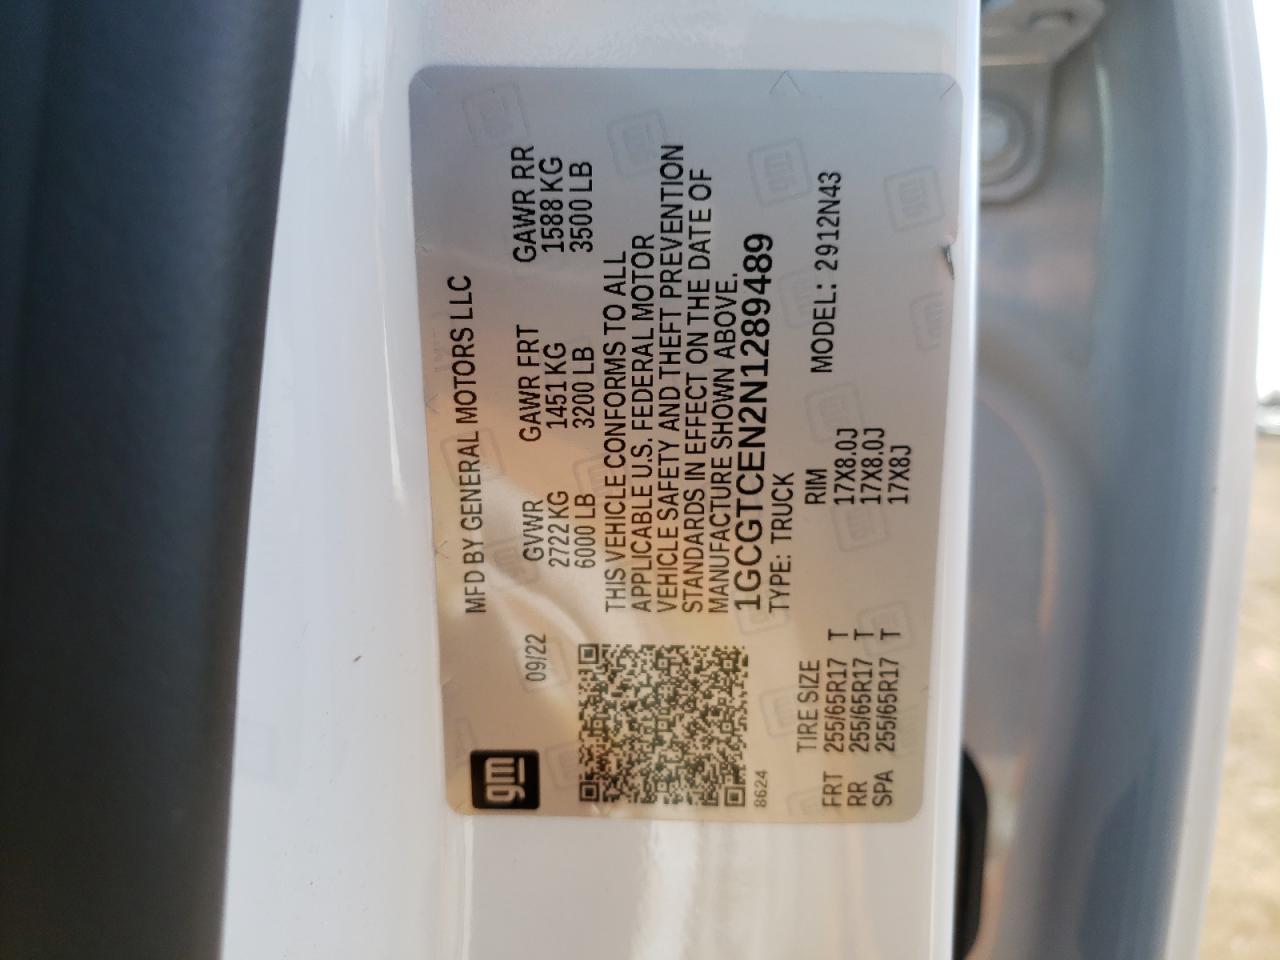 gm
MFD BY GENERAL MOTORS LLC
09/22
GVWR GAWR FRT GAWR RR
2722 KG 1451 KG 1588 KG
6000 LB 3200 LB 3500 LB
THIS VEHICLE CONFORMS TO ALL
APPLICABLE U.S. FEDERAL MOTOR
VEHICLE SAFETY AND THEFT PREVENTION
STANDARDS IN EFFECT ON THE DATE OF
MANUFACTURE SHOWN ABOVE.
1GCGTCEN2N1289489
8624
TYPE: TRUCK
TIRE SIZE RIM MODEL: 2912N43
FRT 255/65R17 T 17X8.0J
RR 255/65R17 T 17X8.0J
SPA 255/65R17 T 17X8J